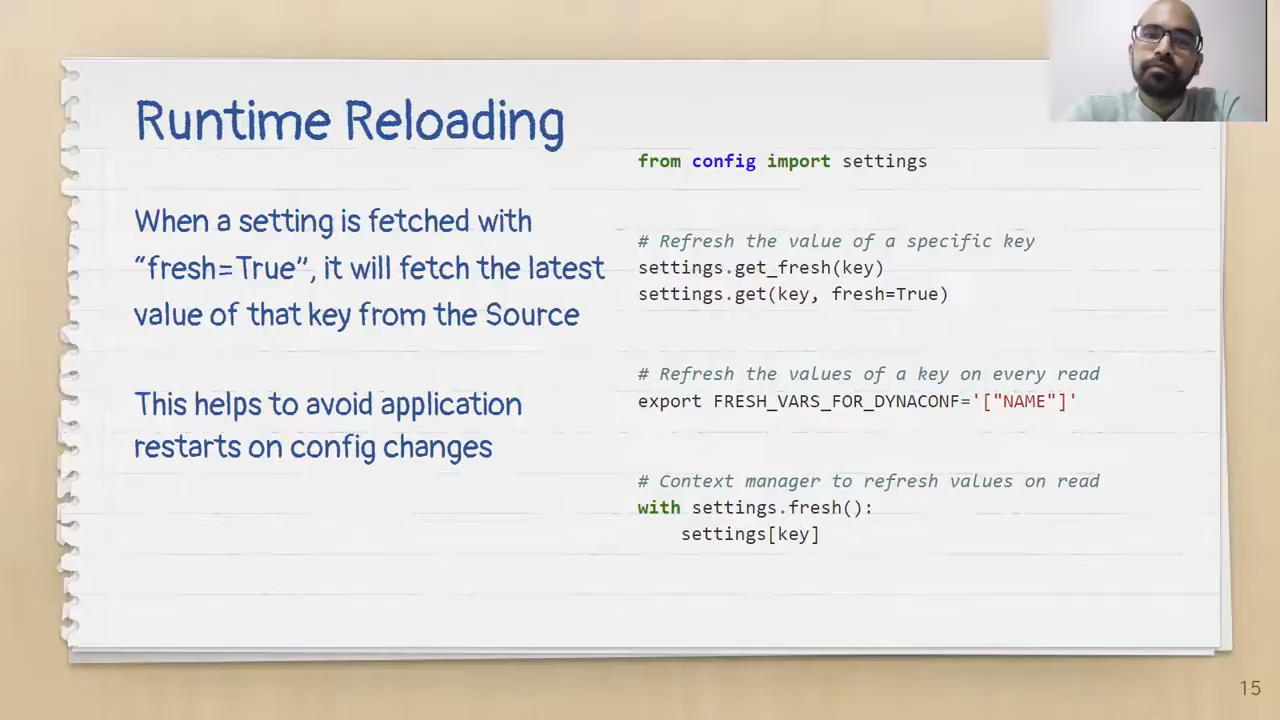 Runtime Reloading
When a setting is fetched with
“fresh=True”, it will fetch the latest
value of that key from the Source
This helps to avoid application
restarts on config changes
from config import settings
# Refresh the value of a specific key
settings.get_fresh(key)
settings.get(key, fresh=True)
# Refresh the values of a key on every read
export FRESH_VARS_FOR_DYNACONF='["NAME"]'
# Context manager to refresh values on read
with settings.fresh():
    settings[key]
15